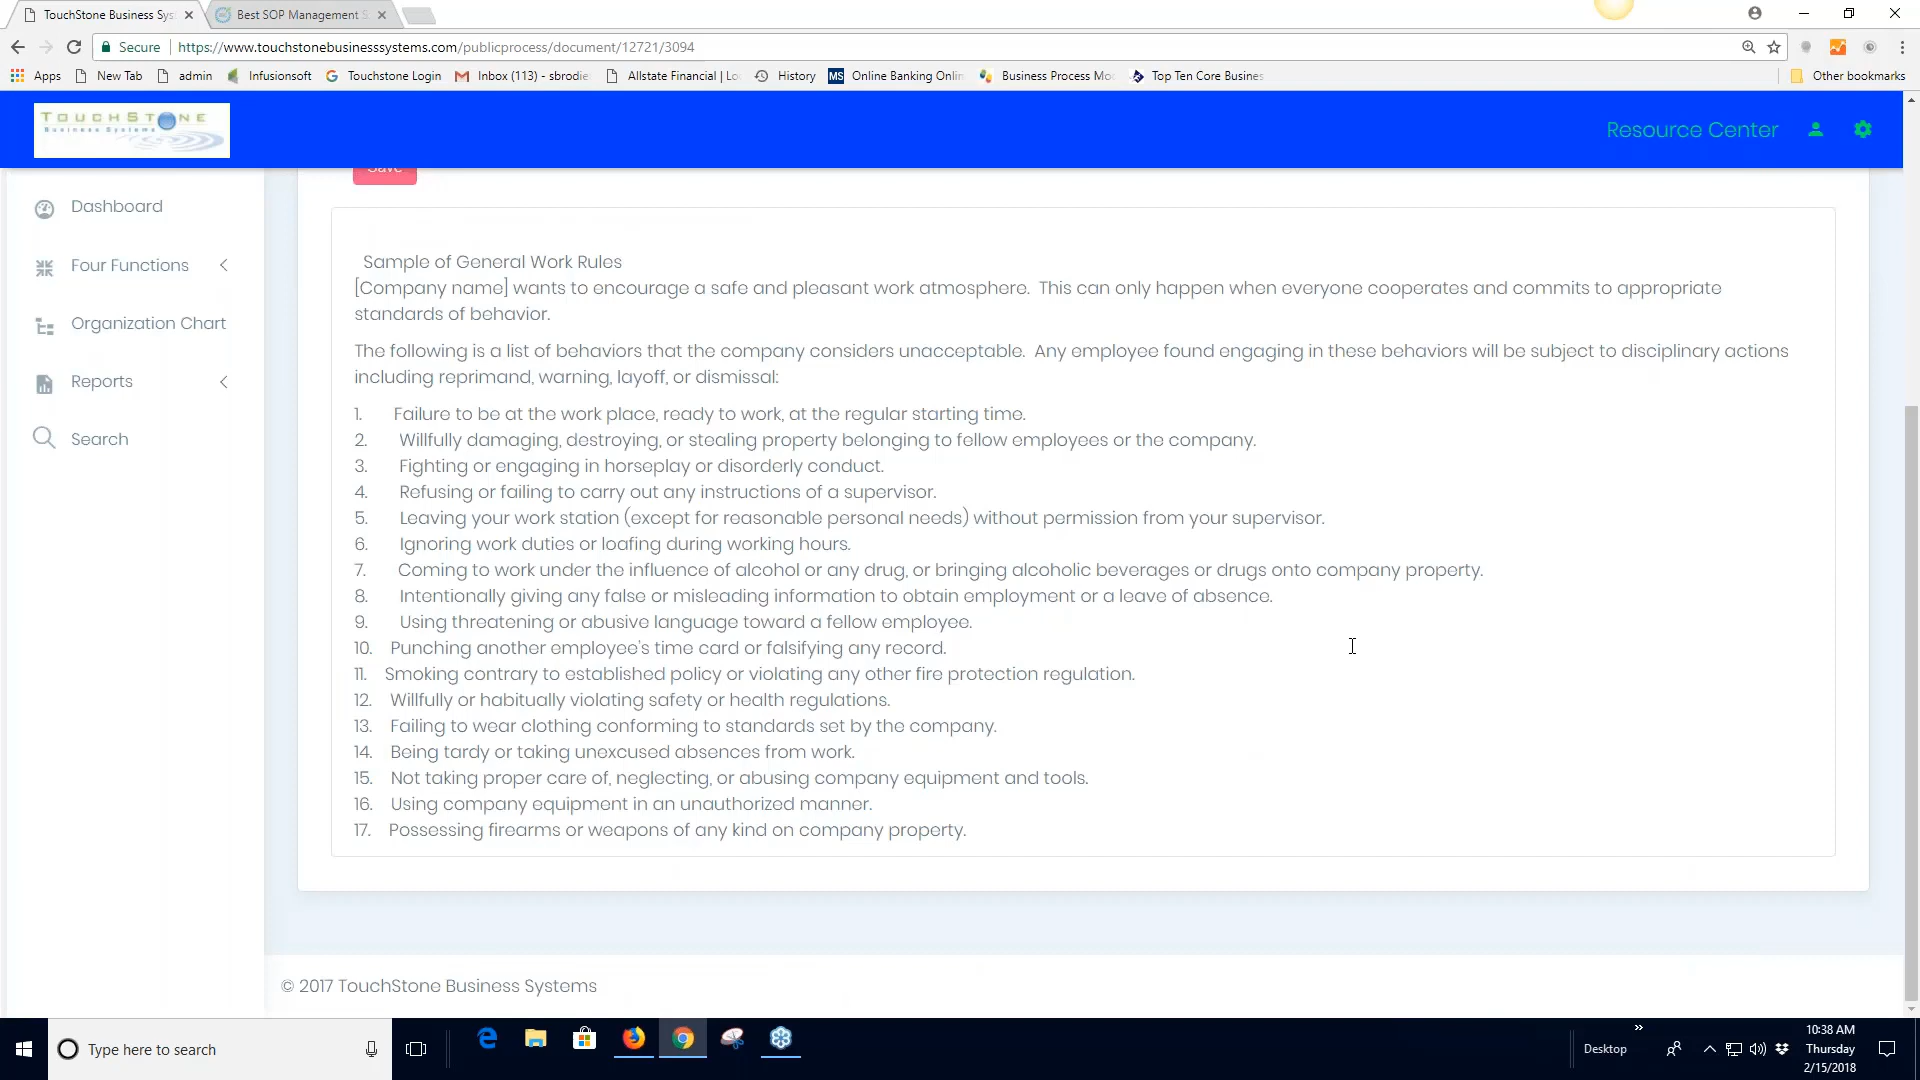 TouchStone Business Sys
Best SOP Management S
Secure
https://www.touchstonebusinesssystems.com/publicprocess/document/12721/3094
Apps
New Tab
admin
Infusionsoft
Touchstone Login
Inbox (113) - sbrodie
Allstate Financial | Lo
History
MS
Online Banking Onlin
Business Process Mo
Top Ten Core Busines
Other bookmarks
TOUCHSTONE
Business Systems
Resource Center
Save
Dashboard
Four Functions
Organization Chart
Reports
Search
Sample of General Work Rules
[Company name] wants to encourage a safe and pleasant work atmosphere. This can only happen when everyone cooperates and commits to appropriate
standards of behavior.
The following is a list of behaviors that the company considers unacceptable. Any employee found engaging in these behaviors will be subject to disciplinary actions
including reprimand, warning, layoff, or dismissal:
1. Failure to be at the work place, ready to work, at the regular starting time.
2. Willfully damaging, destroying, or stealing property belonging to fellow employees or the company.
3. Fighting or engaging in horseplay or disorderly conduct.
4. Refusing or failing to carry out any instructions of a supervisor.
5. Leaving your work station (except for reasonable personal needs) without permission from your supervisor.
6. Ignoring work duties or loafing during working hours.
7. Coming to work under the influence of alcohol or any drug, or bringing alcoholic beverages or drugs onto company property.
8. Intentionally giving any false or misleading information to obtain employment or a leave of absence.
9. Using threatening or abusive language toward a fellow employee.
10. Punching another employee's time card or falsifying any record.
11. Smoking contrary to established policy or violating any other fire protection regulation.
12. Willfully or habitually violating safety or health regulations.
13. Failing to wear clothing conforming to standards set by the company.
14. Being tardy or taking unexcused absences from work.
15. Not taking proper care of, neglecting, or abusing company equipment and tools.
16. Using company equipment in an unauthorized manner.
17. Possessing firearms or weapons of any kind on company property.
© 2017 TouchStone Business Systems
Type here to search
Desktop
10:38 AM
Thursday
2/15/2018